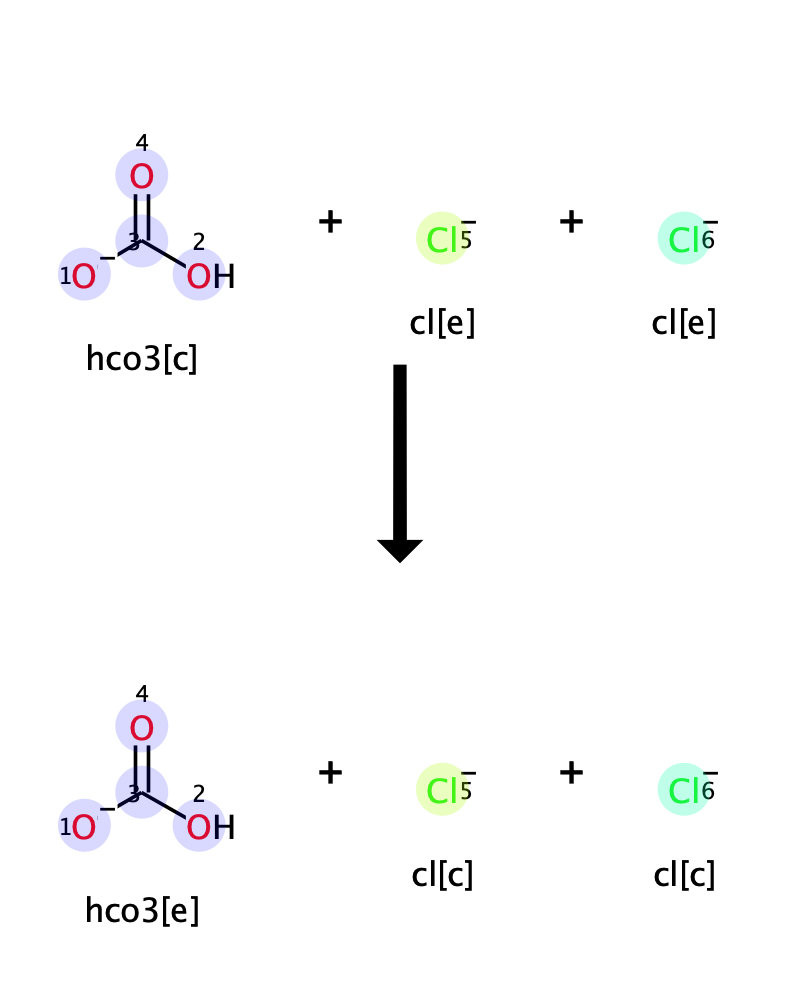 4
O
3 2
1 O − OH
hco3[c]
+
Cl − 5
cl[e]
+
Cl − 6
cl[e]
4
O
3 2
1 O − OH
hco3[e]
+
Cl − 5
cl[c]
+
Cl − 6
cl[c]